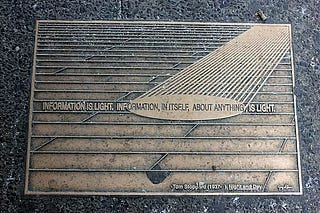 INFORMATION IS LIGHT. INFORMATION, IN ITSELF, ABOUT ANYTHING, IS LIGHT.
-Tom Stoppard (1937- ), Night and Day